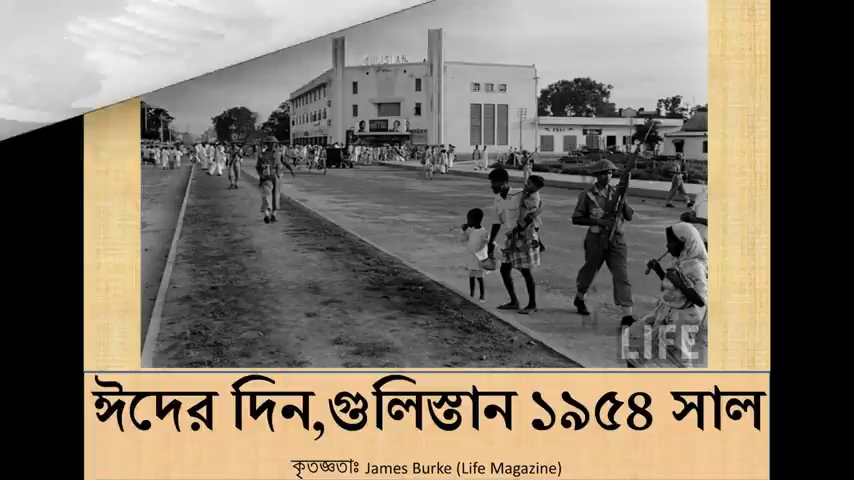 GULISTAN
LIFE
ঈদের দিন,গুলিস্তান ১৯৫৪ সাল
কৃতজ্ঞতাঃ James Burke (Life Magazine)